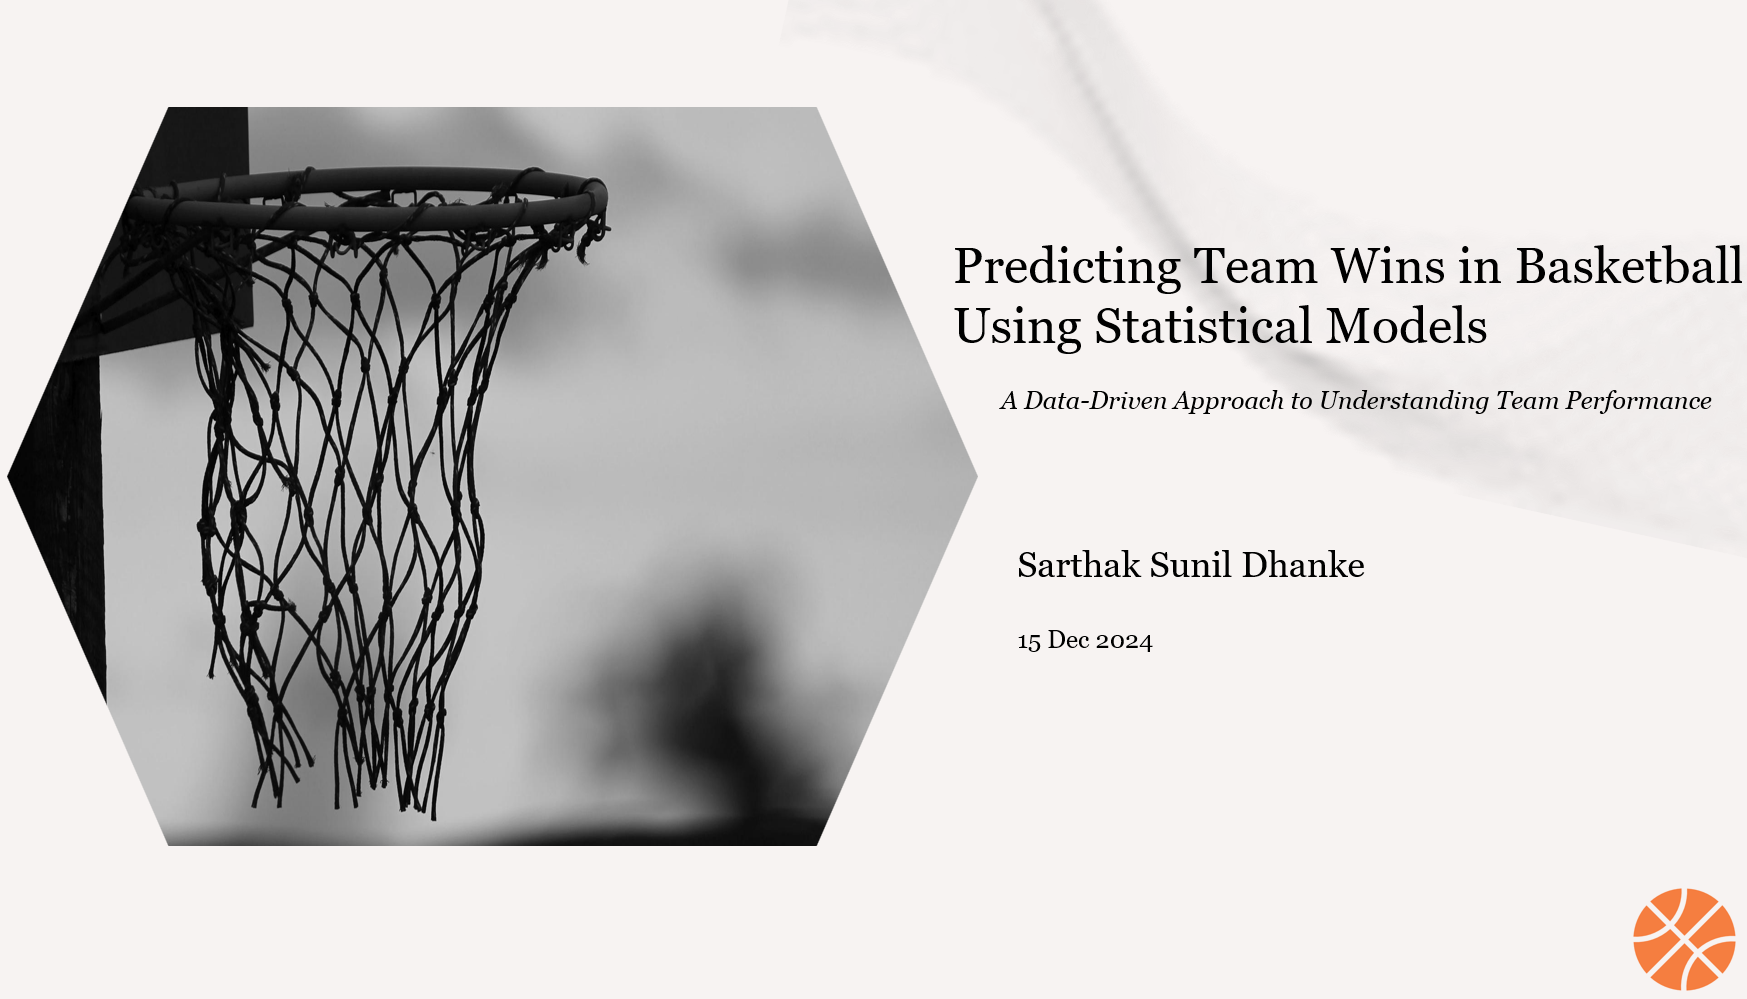 Predicting Team Wins in Basketball
Using Statistical Models
A Data-Driven Approach to Understanding Team Performance
Sarthak Sunil Dhanke
15 Dec 2024